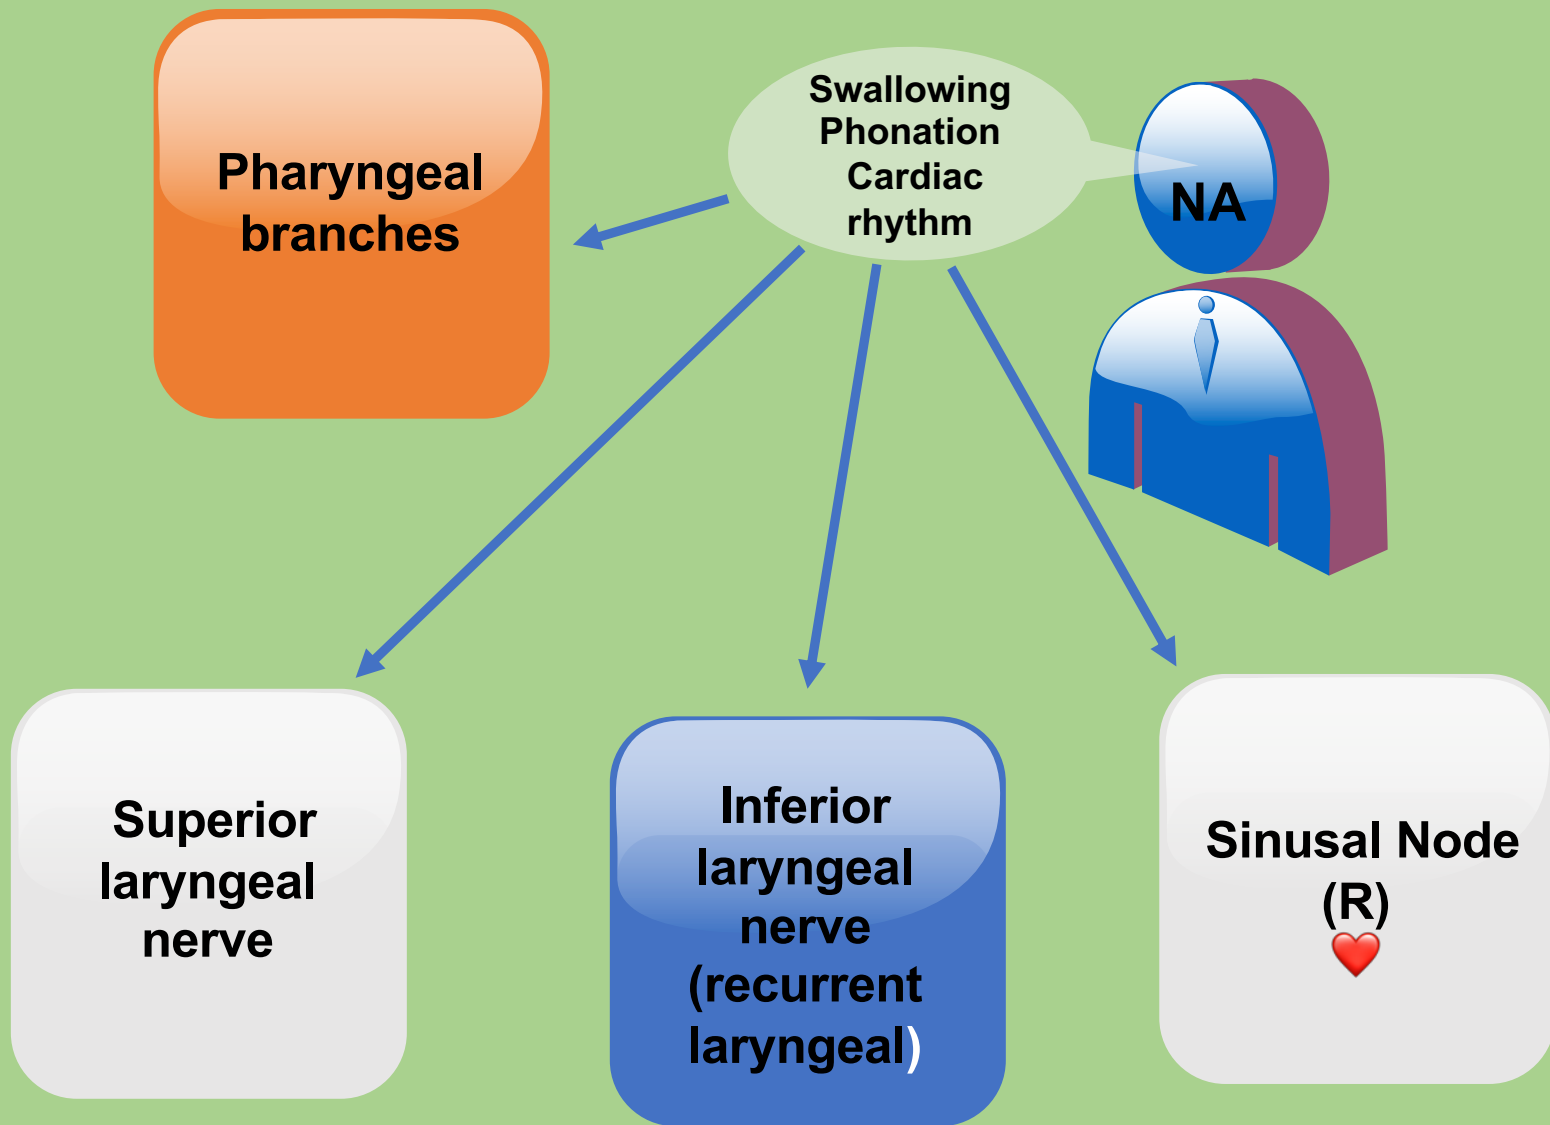 Pharyngeal
branches
Swallowing
Phonation
Cardiac
rhythm
NA
Superior
laryngeal
nerve
Inferior
laryngeal
nerve
(recurrent
laryngeal)
Sinusal Node
(R)